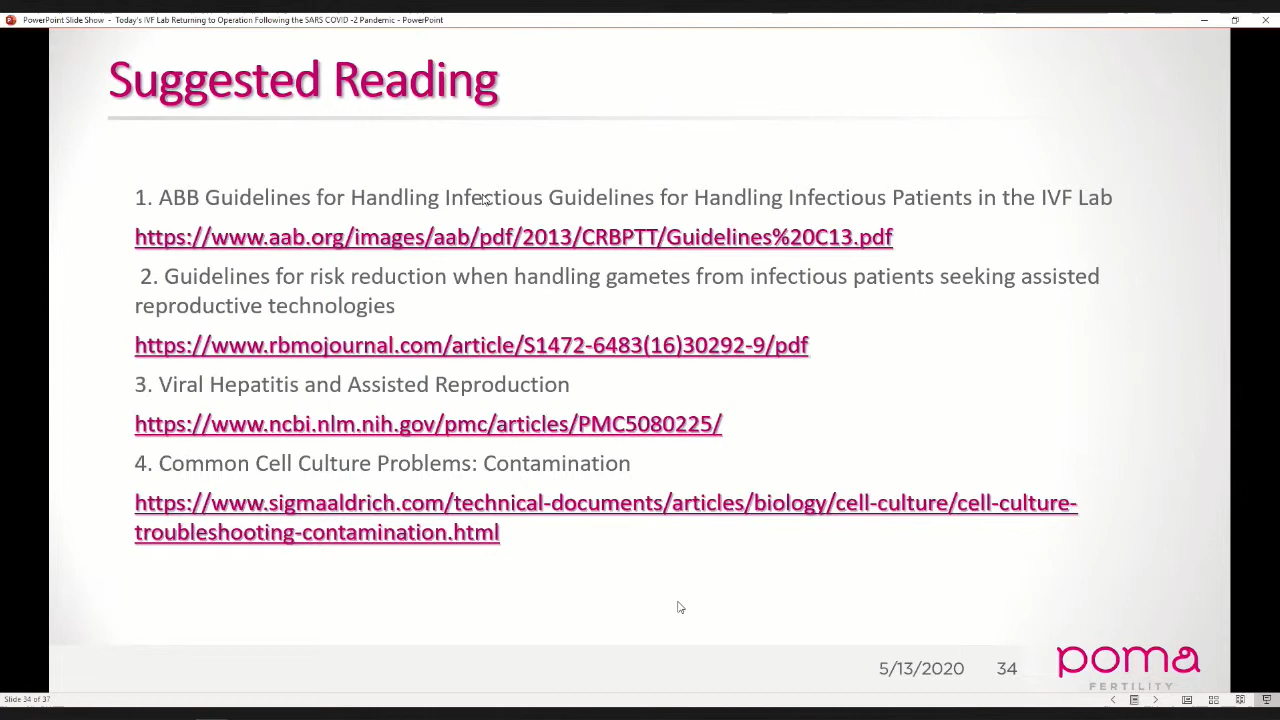 PowerPoint Slide Show - Today's IVF Lab Returning to Operation Following the SARS COVID -2 Pandemic - PowerPoint
Suggested Reading
1. ABB Guidelines for Handling Infectious Guidelines for Handling Infectious Patients in the IVF Lab
https://www.aab.org/images/aab/pdf/2013/CRBPTT/Guidelines%20C13.pdf
2. Guidelines for risk reduction when handling gametes from infectious patients seeking assisted
reproductive technologies
https://www.rbmojournal.com/article/S1472-6483(16)30292-9/pdf
3. Viral Hepatitis and Assisted Reproduction
https://www.ncbi.nlm.nih.gov/pmc/articles/PMC5080225/
4. Common Cell Culture Problems: Contamination
https://www.sigmaaldrich.com/technical-documents/articles/biology/cell-culture/cell-culture-
troubleshooting-contamination.html
5/13/2020 34
poma
FERTILITY
Slide 34 of 37